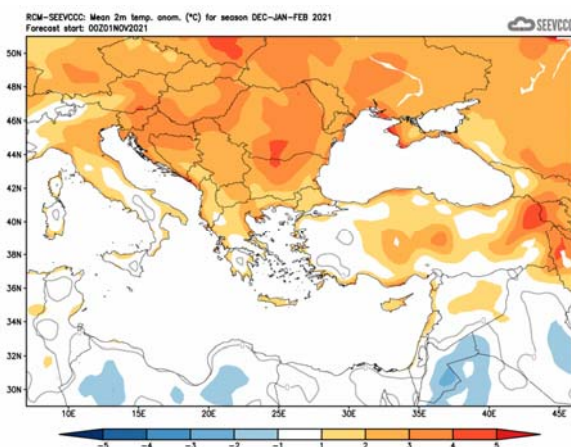 RCM-SEEVCCC: Mean 2m temp. anom. (°C) for season DEC-JAN-FEB 2021
Forecast start: 00Z01NOV2021
SEEVCCC
50N
48N
46N
44N
42N
40N
38N
36N
34N
32N
30N
10E 15E 20E 25E 30E 35E 40E 45E
-5 -4 -3 -2 -1 1 2 3 4 5